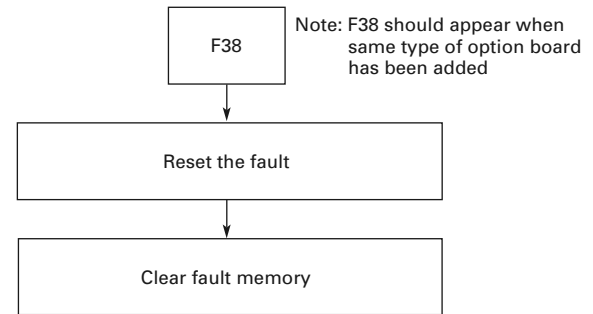 F38
Note: F38 should appear when
same type of option board
has been added
Reset the fault
Clear fault memory